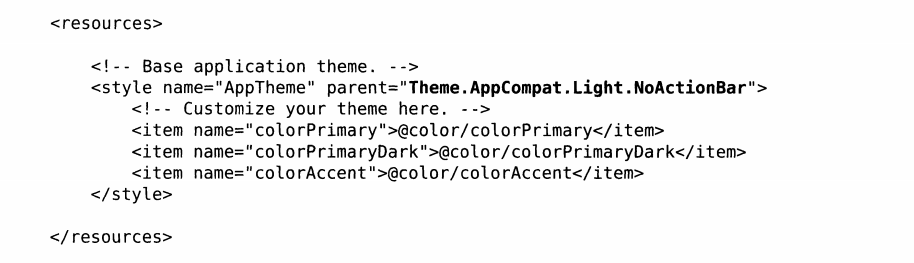 <resources>

    <!-- Base application theme. -->
    <style name="AppTheme" parent="Theme.AppCompat.Light.NoActionBar">
        <!-- Customize your theme here. -->
        <item name="colorPrimary">@color/colorPrimary</item>
        <item name="colorPrimaryDark">@color/colorPrimaryDark</item>
        <item name="colorAccent">@color/colorAccent</item>
    </style>

</resources>